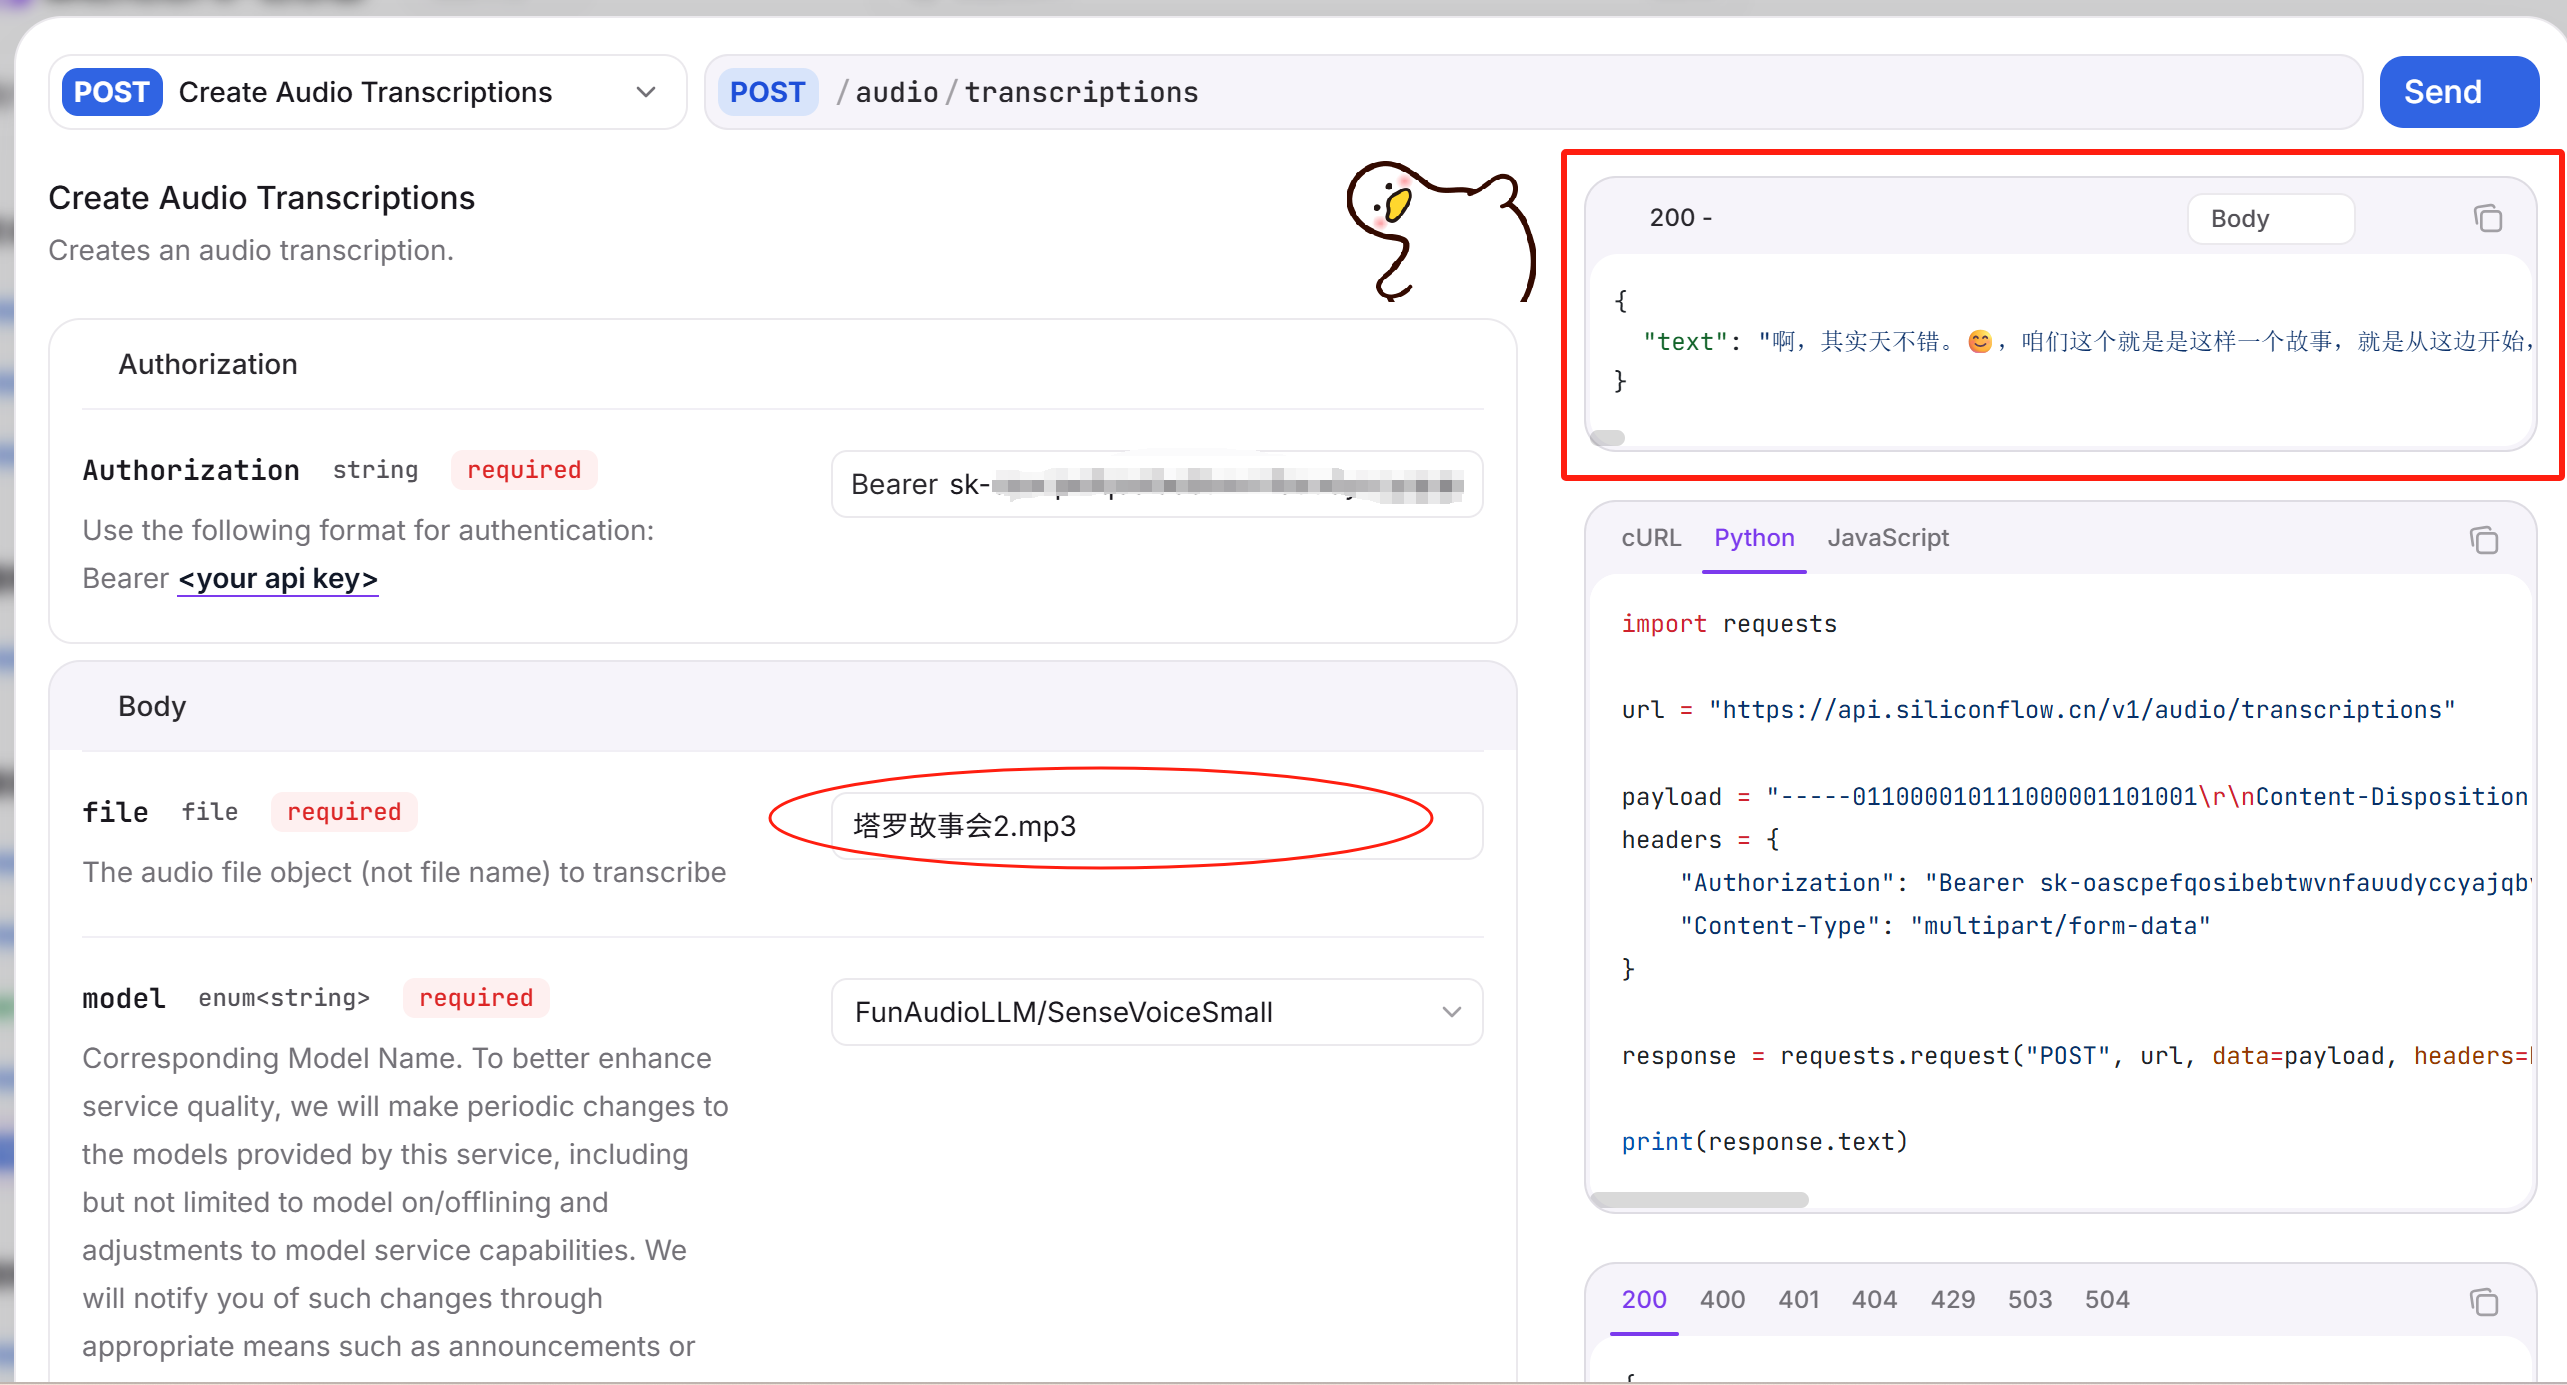 POST Create Audio Transcriptions
POST / audio / transcriptions
Send
Create Audio Transcriptions
Creates an audio transcription.
Authorization
Authorization string required
Bearer sk-
Use the following format for authentication:
Bearer <your api key>
Body
file file required
塔罗故事会2.mp3
The audio file object (not file name) to transcribe
model enum<string> required
FunAudioLLM/SenseVoiceSmall
Corresponding Model Name. To better enhance
service quality, we will make periodic changes to
the models provided by this service, including
but not limited to model on/offlining and
adjustments to model service capabilities. We
will notify you of such changes through
appropriate means such as announcements or
200 -
Body
{
"text": "啊，其实天不错。😊，咱们这个就是是这样一个故事，就是从这边开始，
}
cURL Python JavaScript
import requests
url = "https://api.siliconflow.cn/v1/audio/transcriptions"
payload = "-----011000010111000001101001\r\nContent-Disposition
headers = {
"Authorization": "Bearer sk-oascpefqosibebtwvnfauudyccyajqb
"Content-Type": "multipart/form-data"
}
response = requests.request("POST", url, data=payload, headers=
print(response.text)
200 400 401 404 429 503 504
{